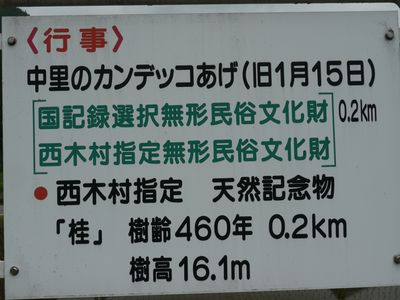 〈行事〉
中里のカンデッコあげ(旧1月15日)
国記録選択無形民俗文化財 0.2km
西木村指定無形民俗文化財
● 西木村指定 天然記念物
「桂」 樹齢460年 0.2km
樹高16.1m